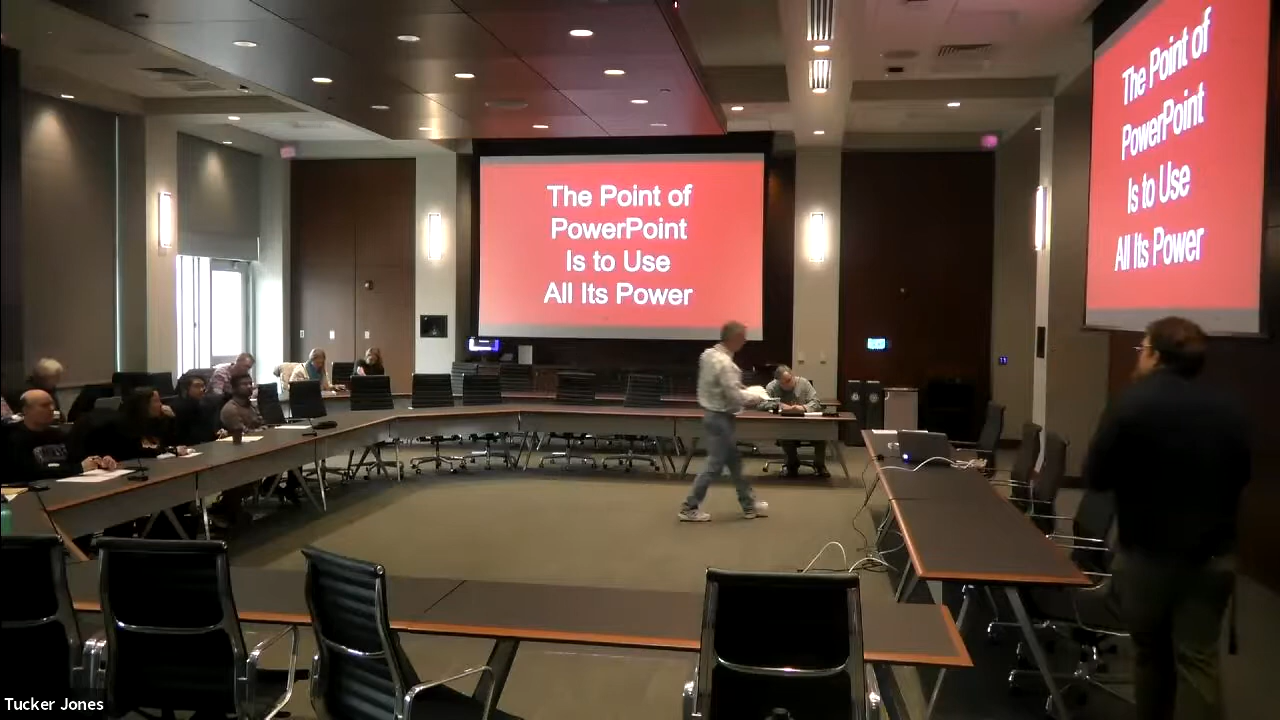 The Point of
PowerPoint
Is to Use
All Its Power
The Point of
PowerPoint
Is to Use
All Its Power
Tucker Jones